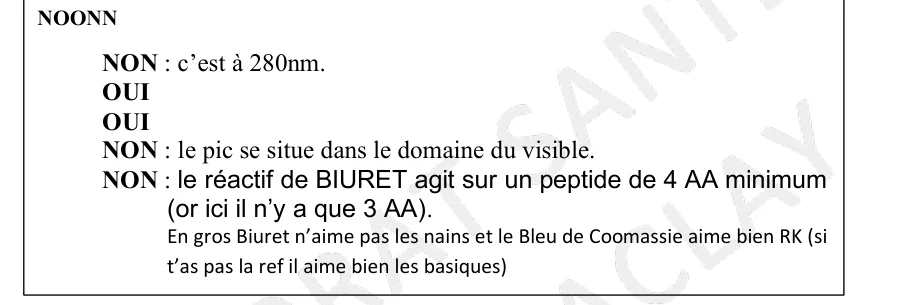 NOONN
NON : c’est à 280nm.
OUI
OUI
NON : le pic se situe dans le domaine du visible.
NON : le réactif de BIURET agit sur un peptide de 4 AA minimum
(or ici il n’y a que 3 AA).
En gros Biuret n’aime pas les nains et le Bleu de Coomassie aime bien RK (si
t’as pas la ref il aime bien les basiques)